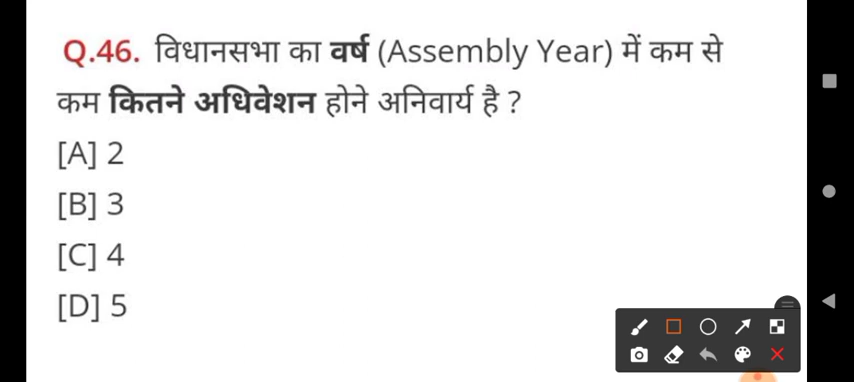 Q.46. विधानसभा का वर्ष (Assembly Year) में कम से
कम कितने अधिवेशन होने अनिवार्य है ?
[A] 2
[B] 3
[C] 4
[D] 5